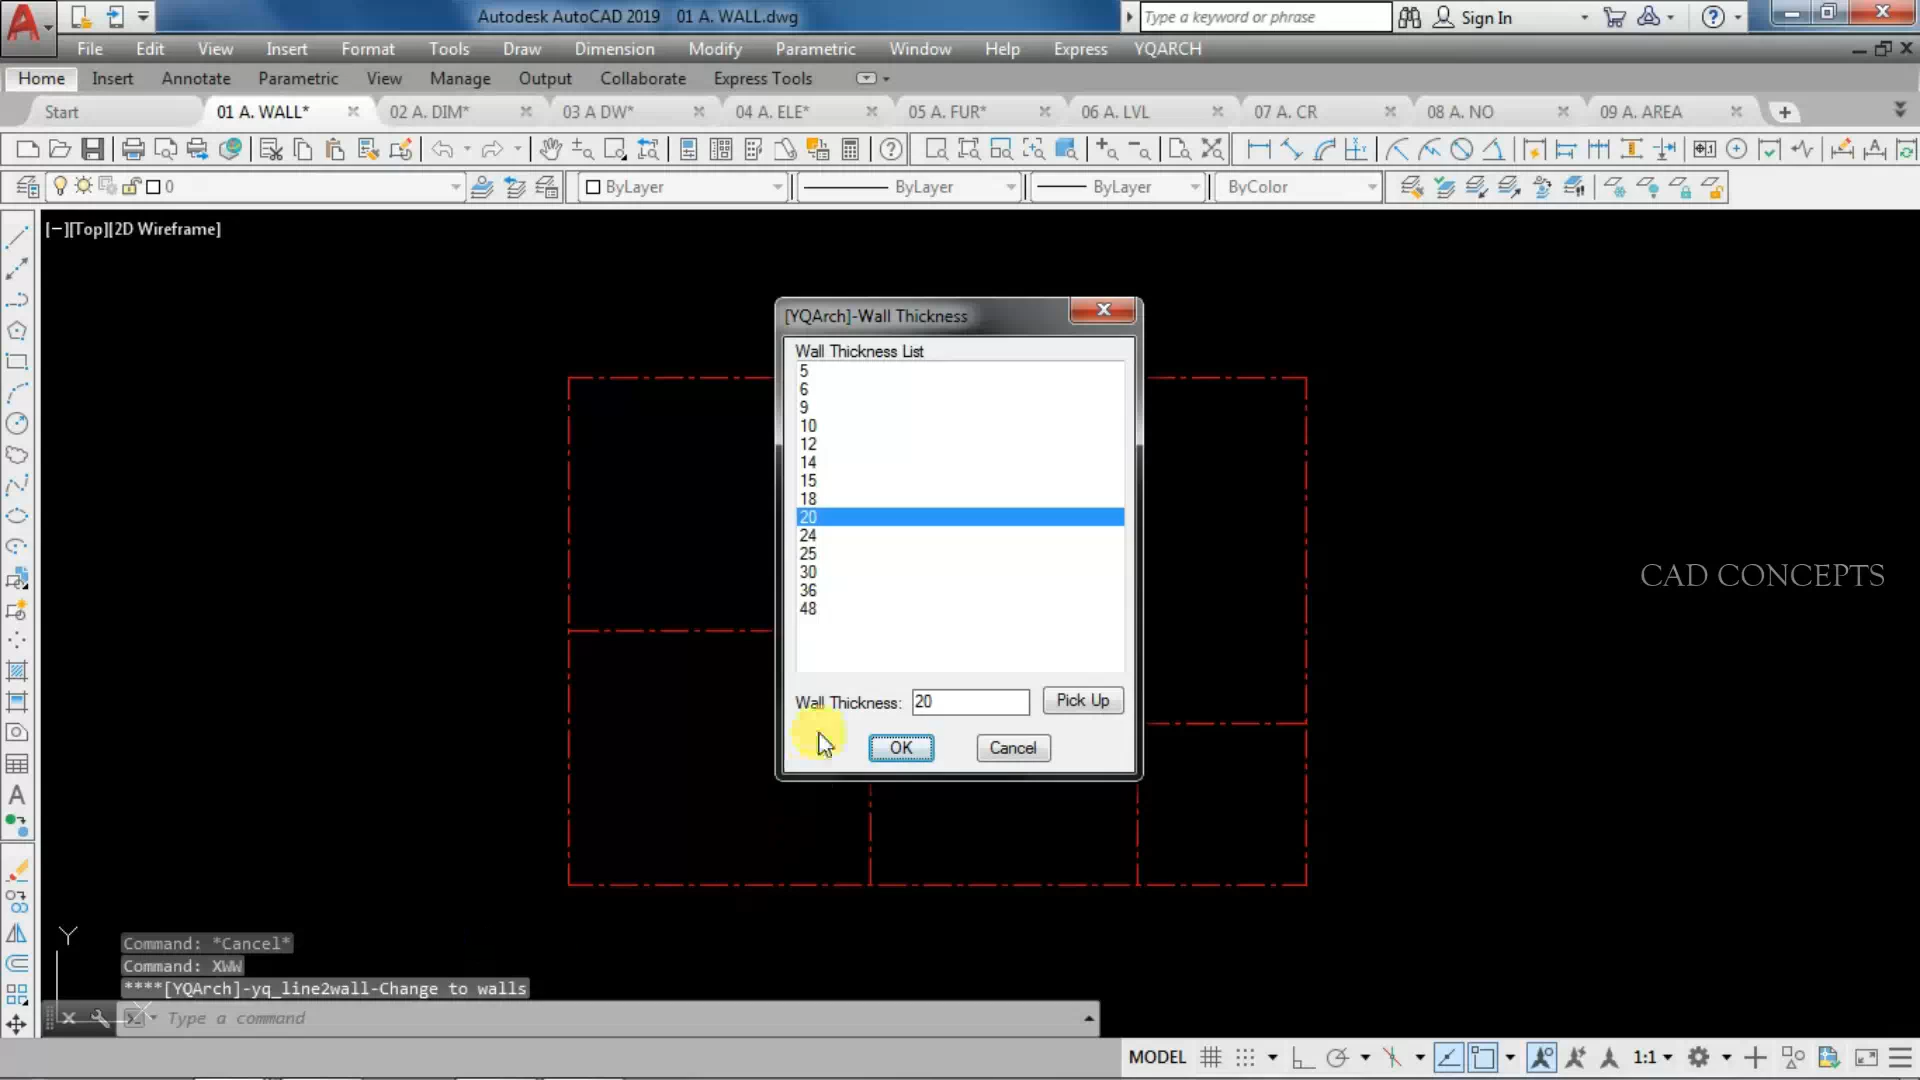 Autodesk AutoCAD 2019 01 A. WALL.dwg
Type a keyword or phrase
Sign In
File Edit View Insert Format Tools Draw Dimension Modify Parametric Window Help Express YQARCH
Home Insert Annotate Parametric View Manage Output Collaborate Express Tools
Start 01 A. WALL* 02 A. DIM* 03 A DW* 04 A. ELE* 05 A. FUR* 06 A. LVL 07 A. CR 08 A. NO 09 A. AREA
0 ByLayer ByLayer ByLayer ByColor
[−][Top][2D Wireframe]
[YQArch]-Wall Thickness
Wall Thickness List
5
6
9
10
12
14
15
18
20
24
25
30
36
48
Wall Thickness: 20 Pick Up
OK Cancel
CAD CONCEPTS
Y
X
Command: *Cancel*
Command: XWW
****[YQArch]-yq_line2wall-Change to walls
Type a command
MODEL 1:1